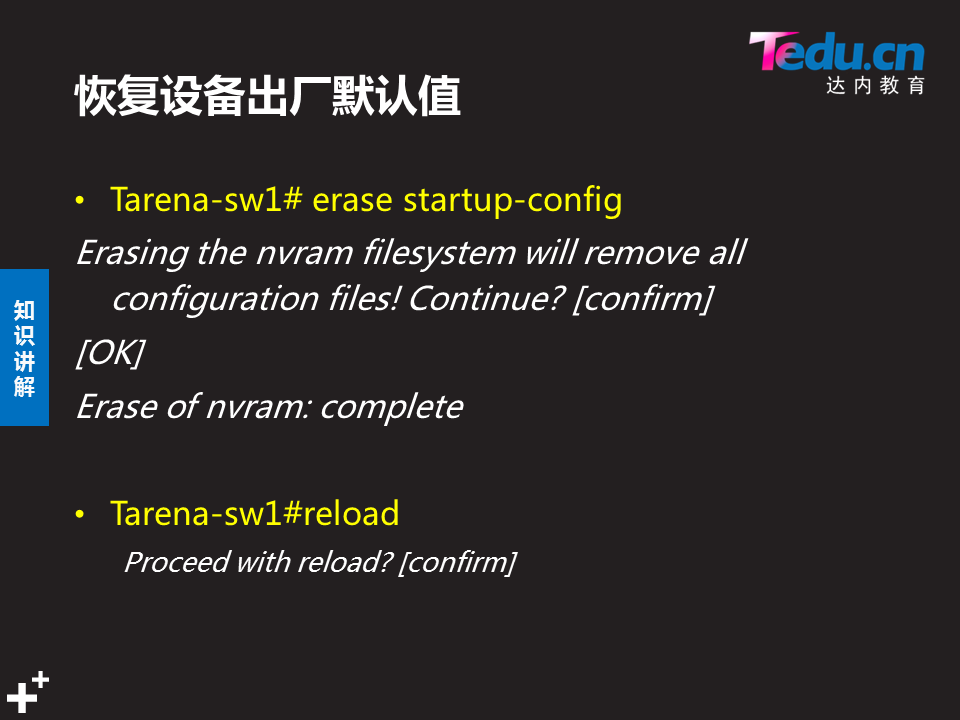 Tedu.cn
达内教育
恢复设备出厂默认值
• Tarena-sw1# erase startup-config
Erasing the nvram filesystem will remove all
configuration files! Continue? [confirm]
[OK]
Erase of nvram: complete
知
识
讲
解
• Tarena-sw1#reload
Proceed with reload? [confirm]